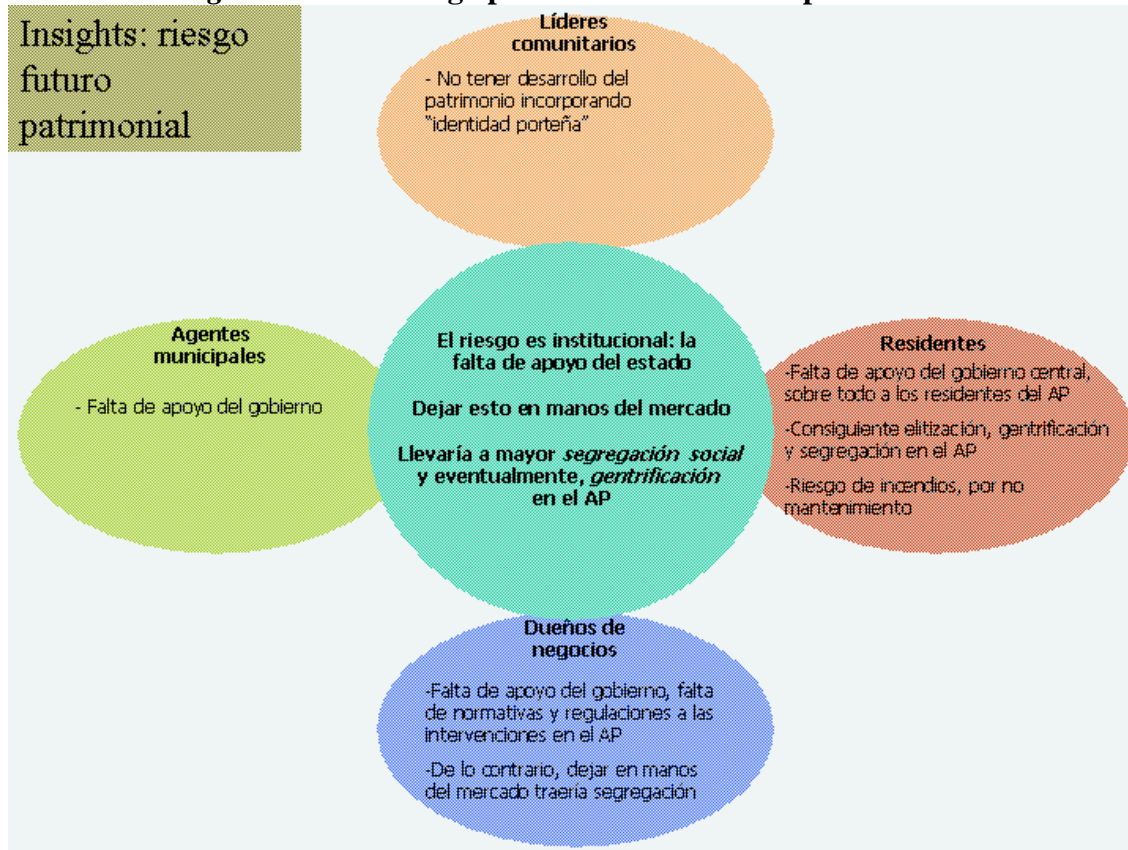 Insights: riesgo
futuro
patrimonial
Líderes
comunitarios
- No tener desarrollo del
patrimonio incorporando
“identidad porteña”
Agentes
municipales
- Falta de apoyo del gobierno
El riesgo es institucional: la
falta de apoyo del estado
Dejar esto en manos del mercado
Llevaría a mayor segregación social
y eventualmente, gentrificación
en el AP
Residentes
-Falta de apoyo del gobierno central,
sobre todo a los residentes del AP
-Consiguiente elitización, gentrificación
y segregación en el AP
-Riesgo de incendios, por no
mantenimiento
Dueños de
negocios
-Falta de apoyo del gobierno, falta
de normativas y regulaciones a las
intervenciones en el AP
-De lo contrario, dejar en manos
del mercado traería segregación